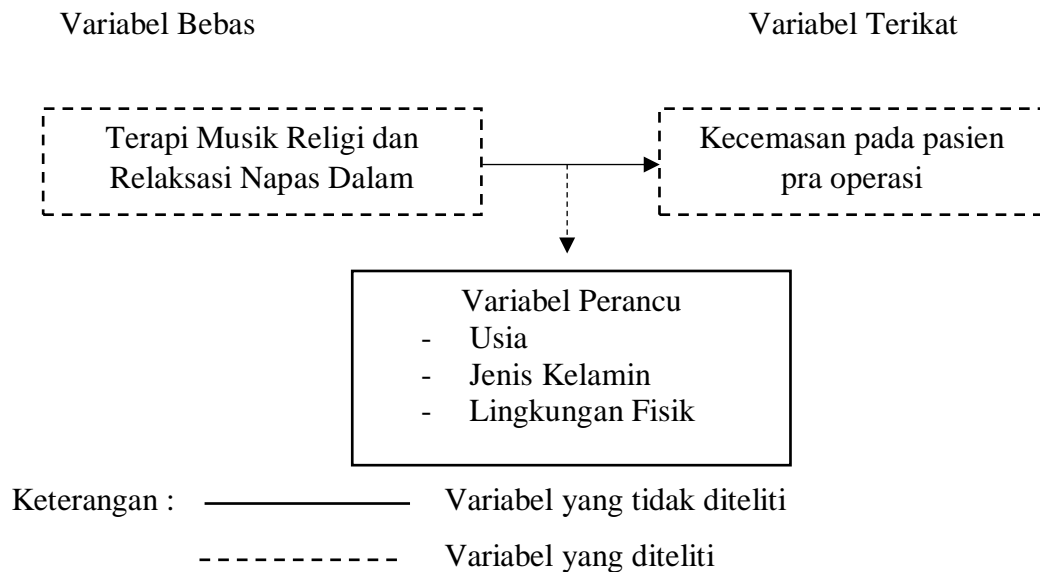 Variabel Bebas
Variabel Terikat
Terapi Musik Religi dan
Relaksasi Napas Dalam
Kecemasan pada pasien
pra operasi
Variabel Perancu
- Usia
- Jenis Kelamin
- Lingkungan Fisik
Keterangan :
Variabel yang tidak diteliti
Variabel yang diteliti